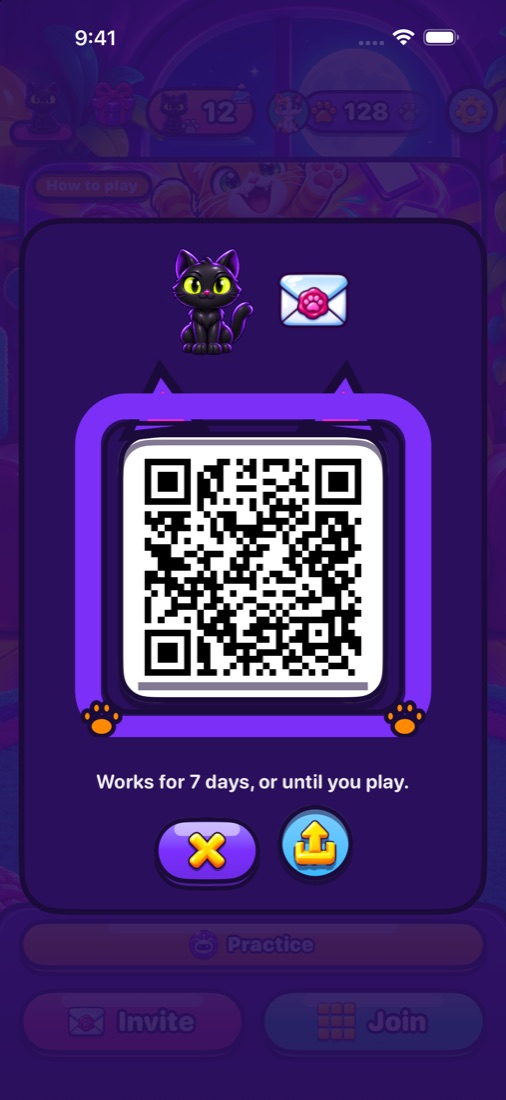 9:41
12
128
How to play
Works for 7 days, or until you play.
Practice
Invite
Join